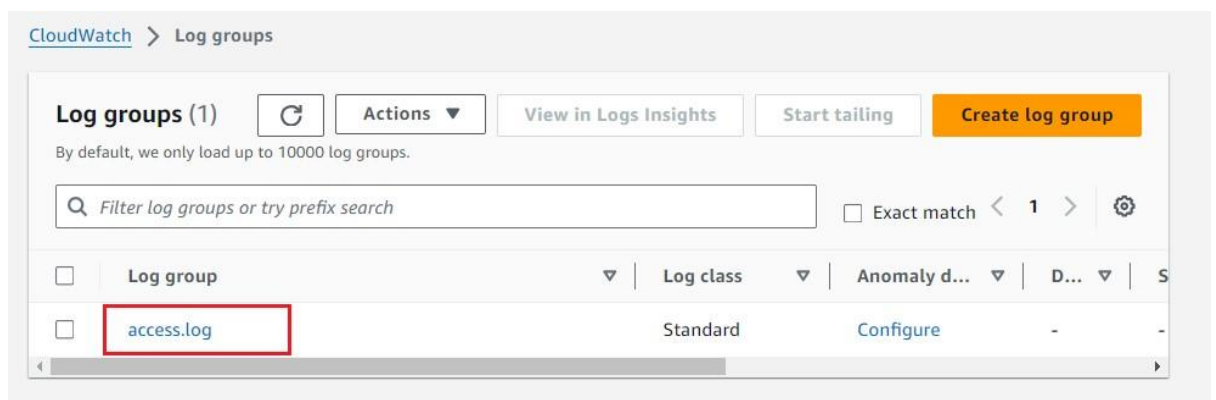 CloudWatch > Log groups
Log groups (1) Actions ▼ View in Logs Insights Start tailing Create log group
By default, we only load up to 10000 log groups.
Filter log groups or try prefix search Exact match < 1 >
Log group Log class Anomaly d... D... S
access.log Standard Configure - -